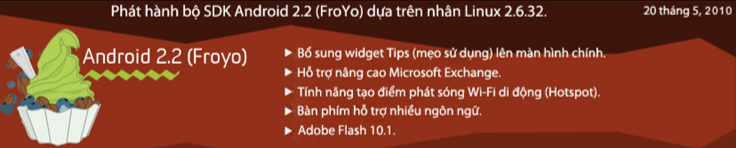 Phát hành bộ SDK Android 2.2 (FroYo) dựa trên nhân Linux 2.6.32.
20 tháng 5, 2010
Android 2.2 (Froyo)
Bổ sung widget Tips (mẹo sử dụng) lên màn hình chính.
Hỗ trợ nâng cao Microsoft Exchange.
Tính năng tạo điểm phát sóng Wi-Fi di động (Hotspot).
Bàn phím hỗ trợ nhiều ngôn ngữ.
Adobe Flash 10.1.